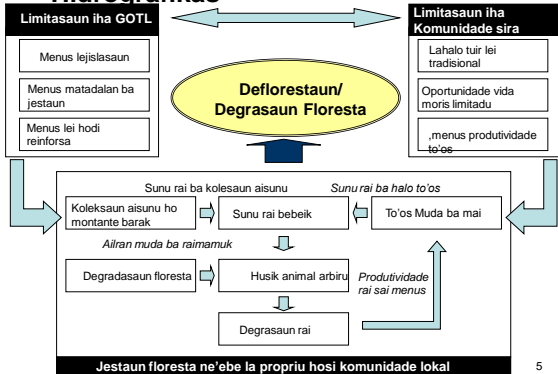 Limitasaun iha GOTL
Menus lejislasaun
Menus matadalan ba
jestaun
Menus lei hodi
reinforsa
Limitasaun iha
Komunidade sira
Lahalo tuir lei
tradisional
Oportunidade vida
moris limitadu
,menus produtividade
to'os
Deflorestaun/
Degrasaun Floresta
Sunu rai ba kolesaun aisunu
Sunu rai ba halo to'os
Koleksaun aisunu ho
montante barak
Sunu rai bebeik
To'os Muda ba mai
Ailran muda ba raimamuk
Degradasaun floresta
Husik animal arbiru
Produtividade
rai sai menus
Degrasaun rai
Jestaun floresta ne'ebe la propriu hosi komunidade lokal
5